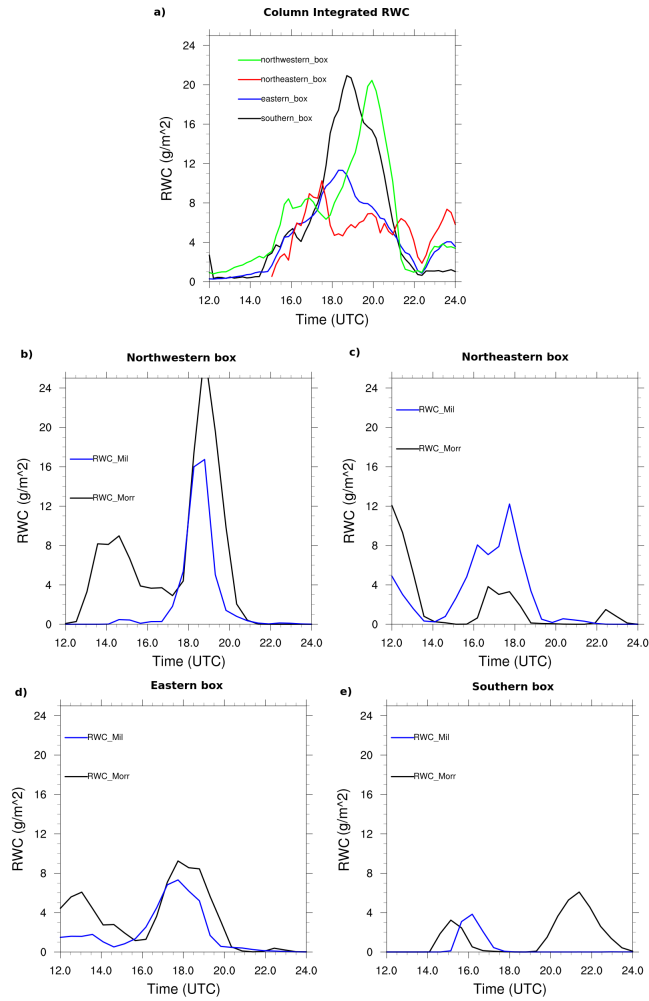 a) Column Integrated RWC
24
20
16
12
8
4
0
RWC (g/m^2)
northwestern_box
northeastern_box
eastern_box
southern_box
12.0 14.0 16.0 18.0 20.0 22.0 24.0
Time (UTC)
b) Northwestern box
24
20
16
12
8
4
0
RWC (g/m^2)
RWC_Mil
RWC_Morr
12.0 14.0 16.0 18.0 20.0 22.0 24.0
Time (UTC)
c) Northeastern box
24
20
16
12
8
4
0
RWC (g/m^2)
RWC_Mil
RWC_Morr
12.0 14.0 16.0 18.0 20.0 22.0 24.0
Time (UTC)
d) Eastern box
24
20
16
12
8
4
0
RWC (g/m^2)
RWC_Mil
RWC_Morr
12.0 14.0 16.0 18.0 20.0 22.0 24.0
Time (UTC)
e) Southern box
24
20
16
12
8
4
0
RWC (g/m^2)
RWC_Mil
RWC_Morr
12.0 14.0 16.0 18.0 20.0 22.0 24.0
Time (UTC)